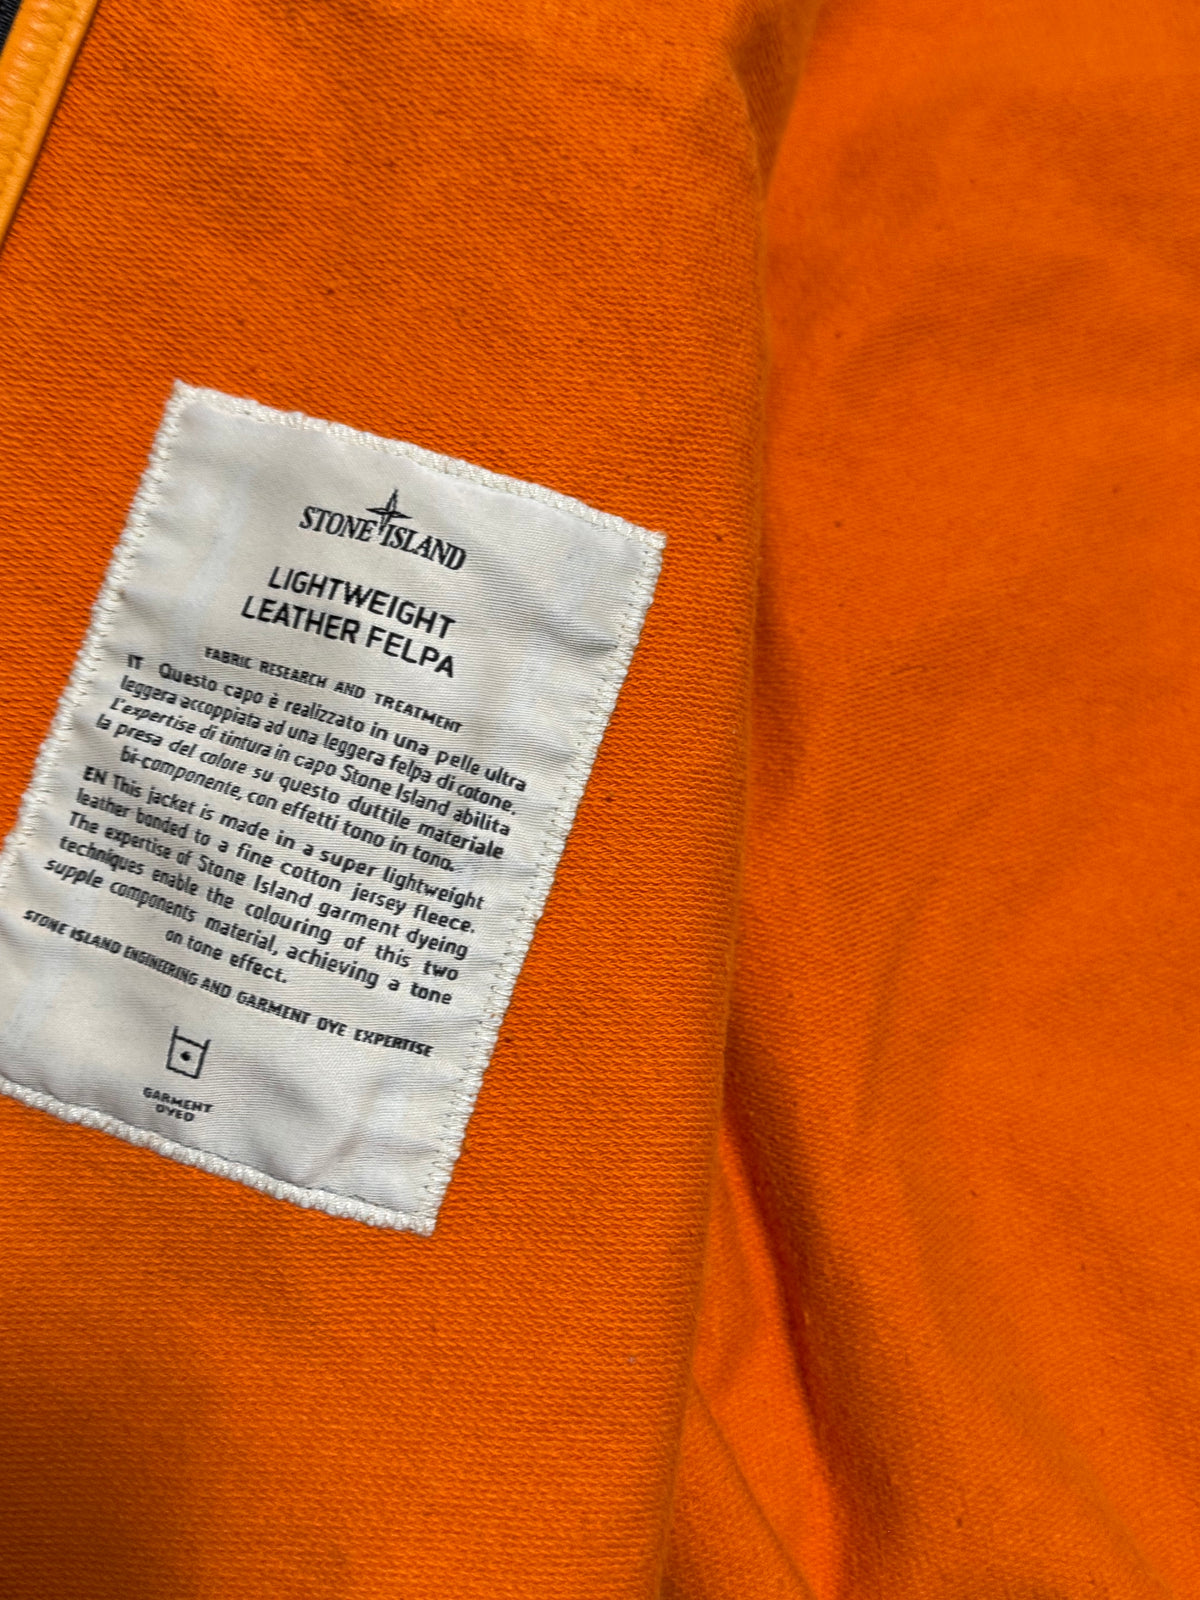 STONE ISLAND
LIGHTWEIGHT
LEATHER FELPA
FABRIC RESEARCH AND TREATMENT
IT Questo capo è realizzato in una pelle ultra
leggera accoppiata ad una leggera felpa di cotone.
L'expertise di tintura in capo Stone Island abilita
la presa del colore su questo duttile materiale
bi-componente, con effetti tono in tono.
EN This jacket is made in a super lightweight
leather bonded to a fine cotton jersey fleece.
The expertise of Stone Island garment dyeing
techniques enable the colouring of this two
supple components material, achieving a tone
on tone effect.
STONE ISLAND ENGINEERING AND GARMENT DYE EXPERTISE
GARMENT
DYED